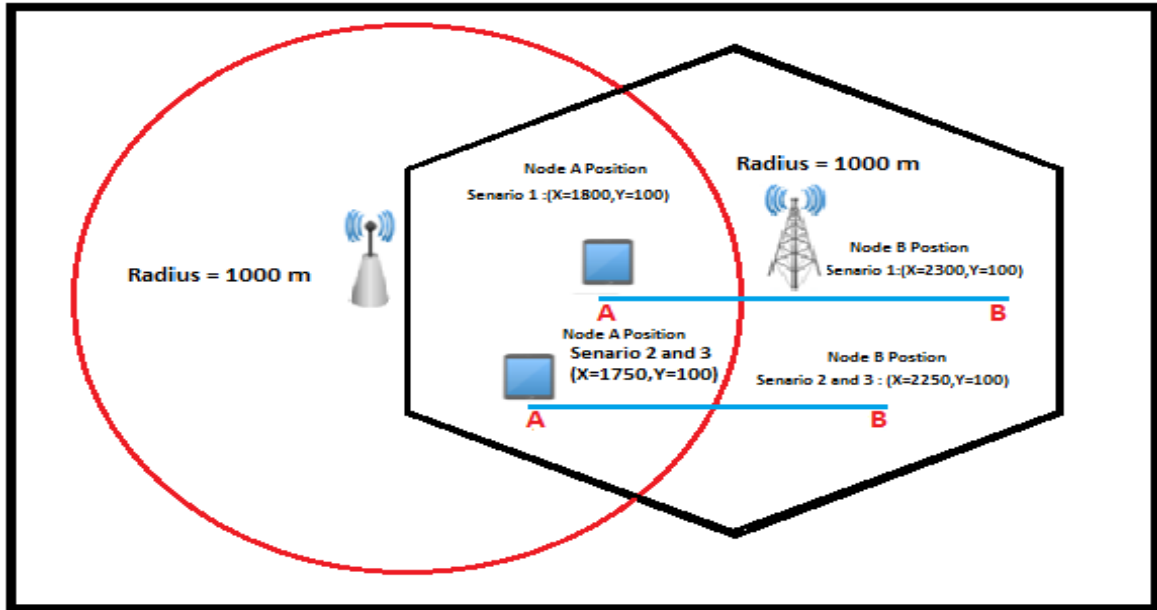 Node A Position
Senario 1 :(X=1800,Y=100)
Radius = 1000 m
Radius = 1000 m
Node B Postion
Senario 1:(X=2300,Y=100)
A
B
Node A Position
Senario 2 and 3
(X=1750,Y=100)
Node B Postion
Senario 2 and 3 : (X=2250,Y=100)
A
B